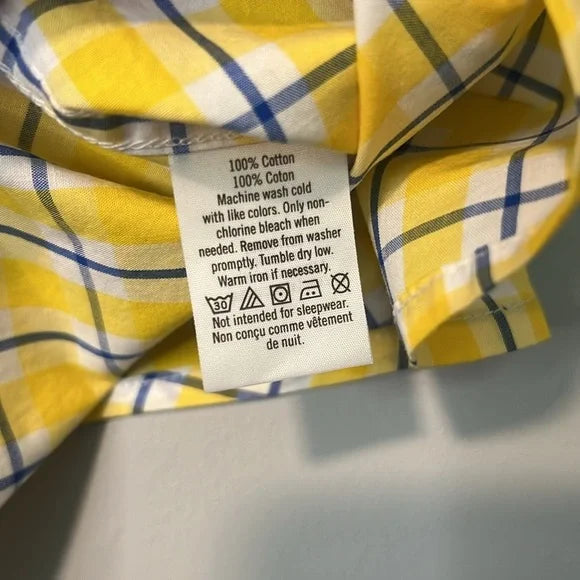 100% Cotton
100% Coton
Machine wash cold
with like colors. Only non-
chlorine bleach when
needed. Remove from washer
promptly. Tumble dry low.
Warm iron if necessary.
30
Not intended for sleepwear.
Non conçu comme vêtement
de nuit.